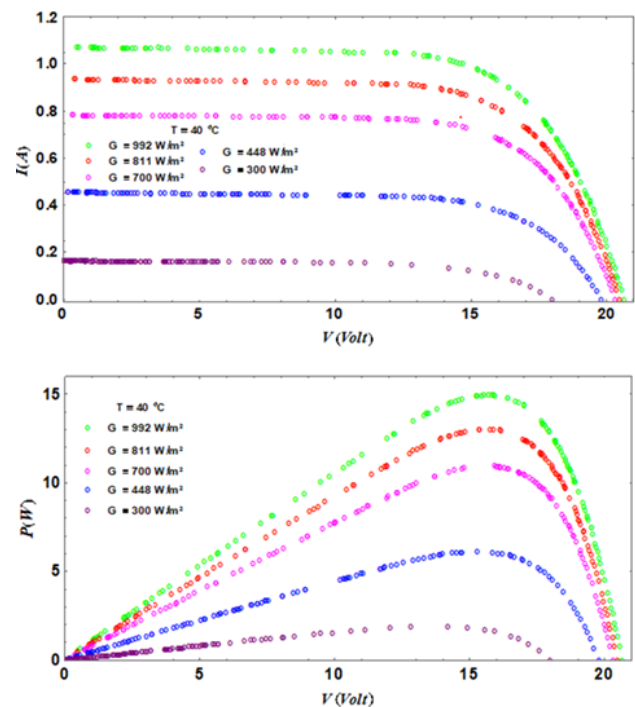 1.2
1.0
0.8
0.6
0.4
0.2
0.0
I(A)
T = 40 °C
G = 992 W/m²
G = 811 W/m²
G = 700 W/m²
G = 448 W/m²
G = 300 W/m²
0 5 10 15 20
V(Volt)
15
10
5
0
P(W)
T = 40 °C
G = 992 W/m²
G = 811 W/m²
G = 700 W/m²
G = 448 W/m²
G = 300 W/m²
0 5 10 15 20
V(Volt)